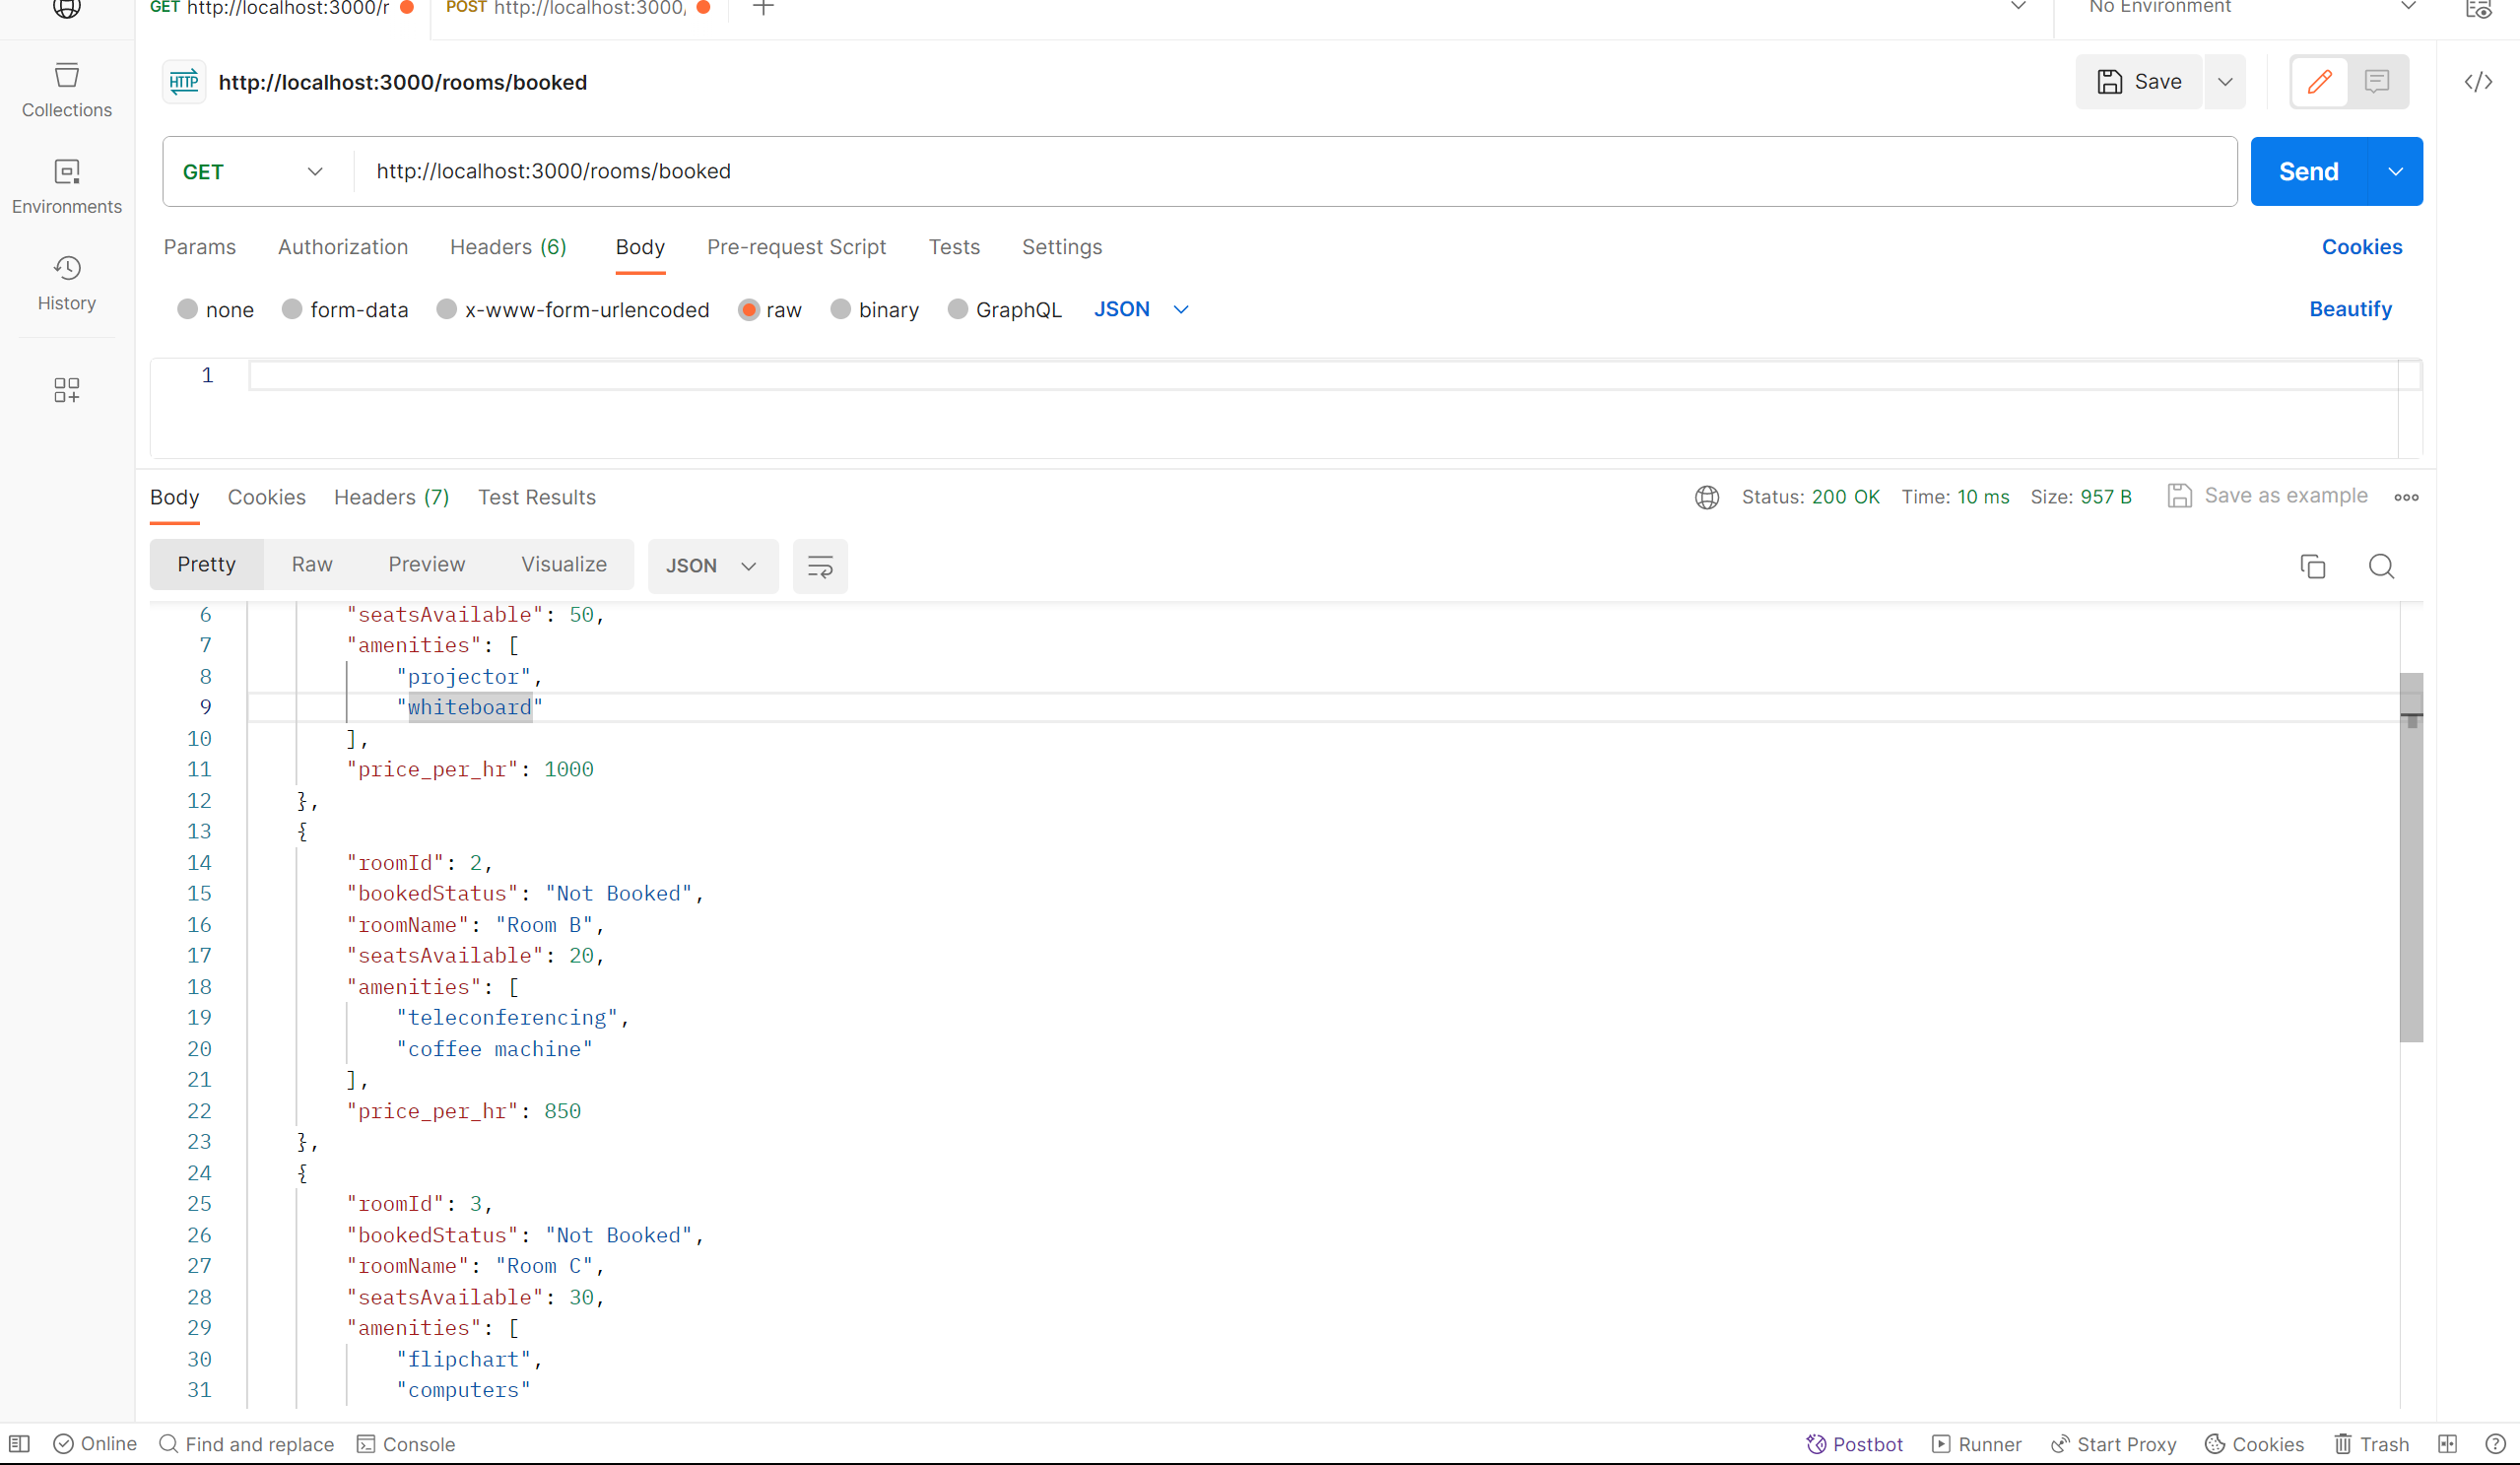 GET http://localhost:3000/r POST http://localhost:3000, No Environment
Collections
Environments
History
HTTP http://localhost:3000/rooms/booked Save
GET http://localhost:3000/rooms/booked Send
Params Authorization Headers (6) Body Pre-request Script Tests Settings Cookies
none form-data x-www-form-urlencoded raw binary GraphQL JSON Beautify
1
Body Cookies Headers (7) Test Results Status: 200 OK Time: 10 ms Size: 957 B Save as example
Pretty Raw Preview Visualize JSON
6 "seatsAvailable": 50,
7 "amenities": [
8 "projector",
9 "whiteboard"
10 ],
11 "price_per_hr": 1000
12 },
13 {
14 "roomId": 2,
15 "bookedStatus": "Not Booked",
16 "roomName": "Room B",
17 "seatsAvailable": 20,
18 "amenities": [
19 "teleconferencing",
20 "coffee machine"
21 ],
22 "price_per_hr": 850
23 },
24 {
25 "roomId": 3,
26 "bookedStatus": "Not Booked",
27 "roomName": "Room C",
28 "seatsAvailable": 30,
29 "amenities": [
30 "flipchart",
31 "computers"
Online Find and replace Console Postbot Runner Start Proxy Cookies Trash